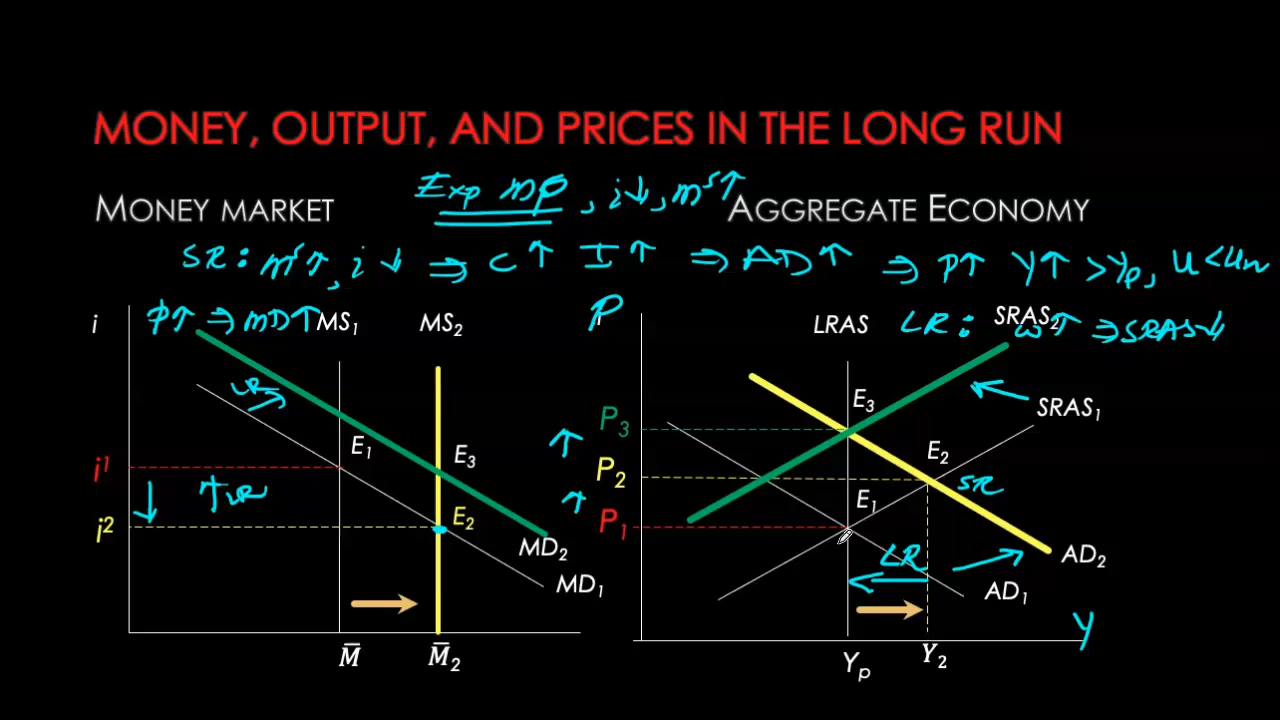 MONEY, OUTPUT, AND PRICES IN THE LONG RUN
Exp MP, i↓, Mˢ↑
MONEY MARKET
AGGREGATE ECONOMY
SR: Mˢ↑, i↓ ⇒ C↑ I↑ ⇒ AD↑ ⇒ P↑ Y↑ > Yp, U < Un
P↑ ⇒ MD↑
LR: W↑ ⇒ SRAS↓
i
MS₁
MS₂
P
LRAS
SRAS₂
LR
E₃
SRAS₁
P₃
E₁
E₃
E₂
i¹
P₂
SR
↑LR
E₁
i²
E₂
P₁
MD₂
LR
AD₂
MD₁
AD₁
Y
M̅
M̅₂
Yₚ
Y₂